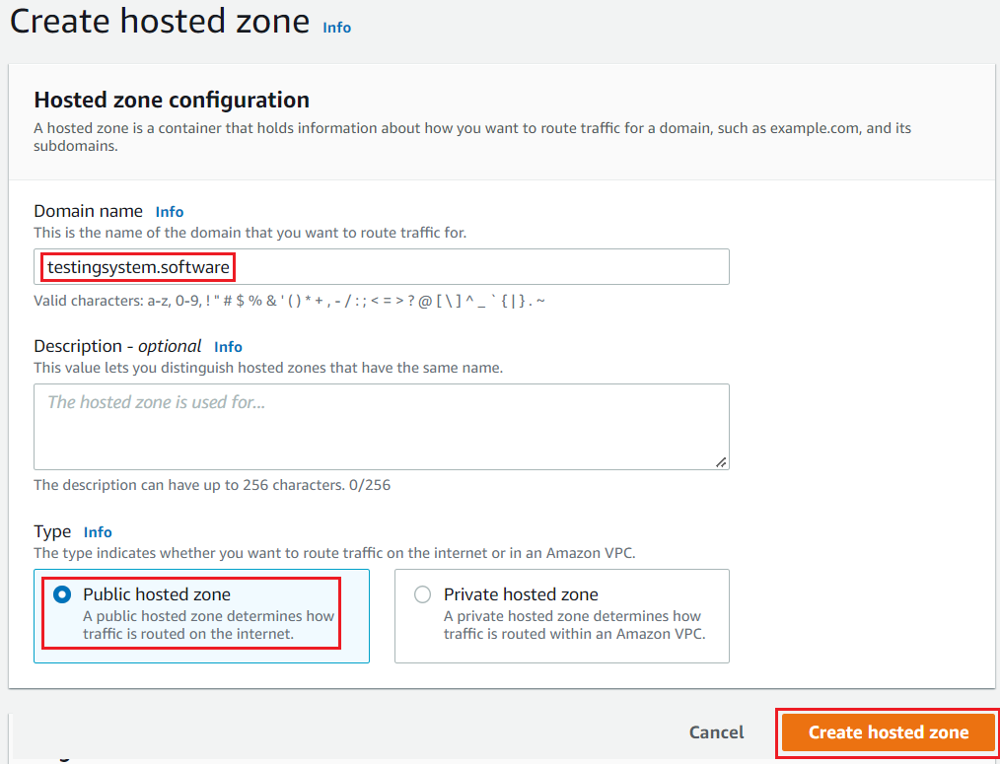 Create hosted zone Info
Hosted zone configuration
A hosted zone is a container that holds information about how you want to route traffic for a domain, such as example.com, and its
subdomains.
Domain name Info
This is the name of the domain that you want to route traffic for.
testingsystem.software
Valid characters: a-z, 0-9, ! " # $ % & ' ( ) * + , - / : ; < = > ? @ [ \ ] ^ _ ` { | } . ~
Description - optional Info
This value lets you distinguish hosted zones that have the same name.
The hosted zone is used for...
The description can have up to 256 characters. 0/256
Type Info
The type indicates whether you want to route traffic on the internet or in an Amazon VPC.
Public hosted zone
A public hosted zone determines how
traffic is routed on the internet.
Private hosted zone
A private hosted zone determines how
traffic is routed within an Amazon VPC.
Cancel
Create hosted zone